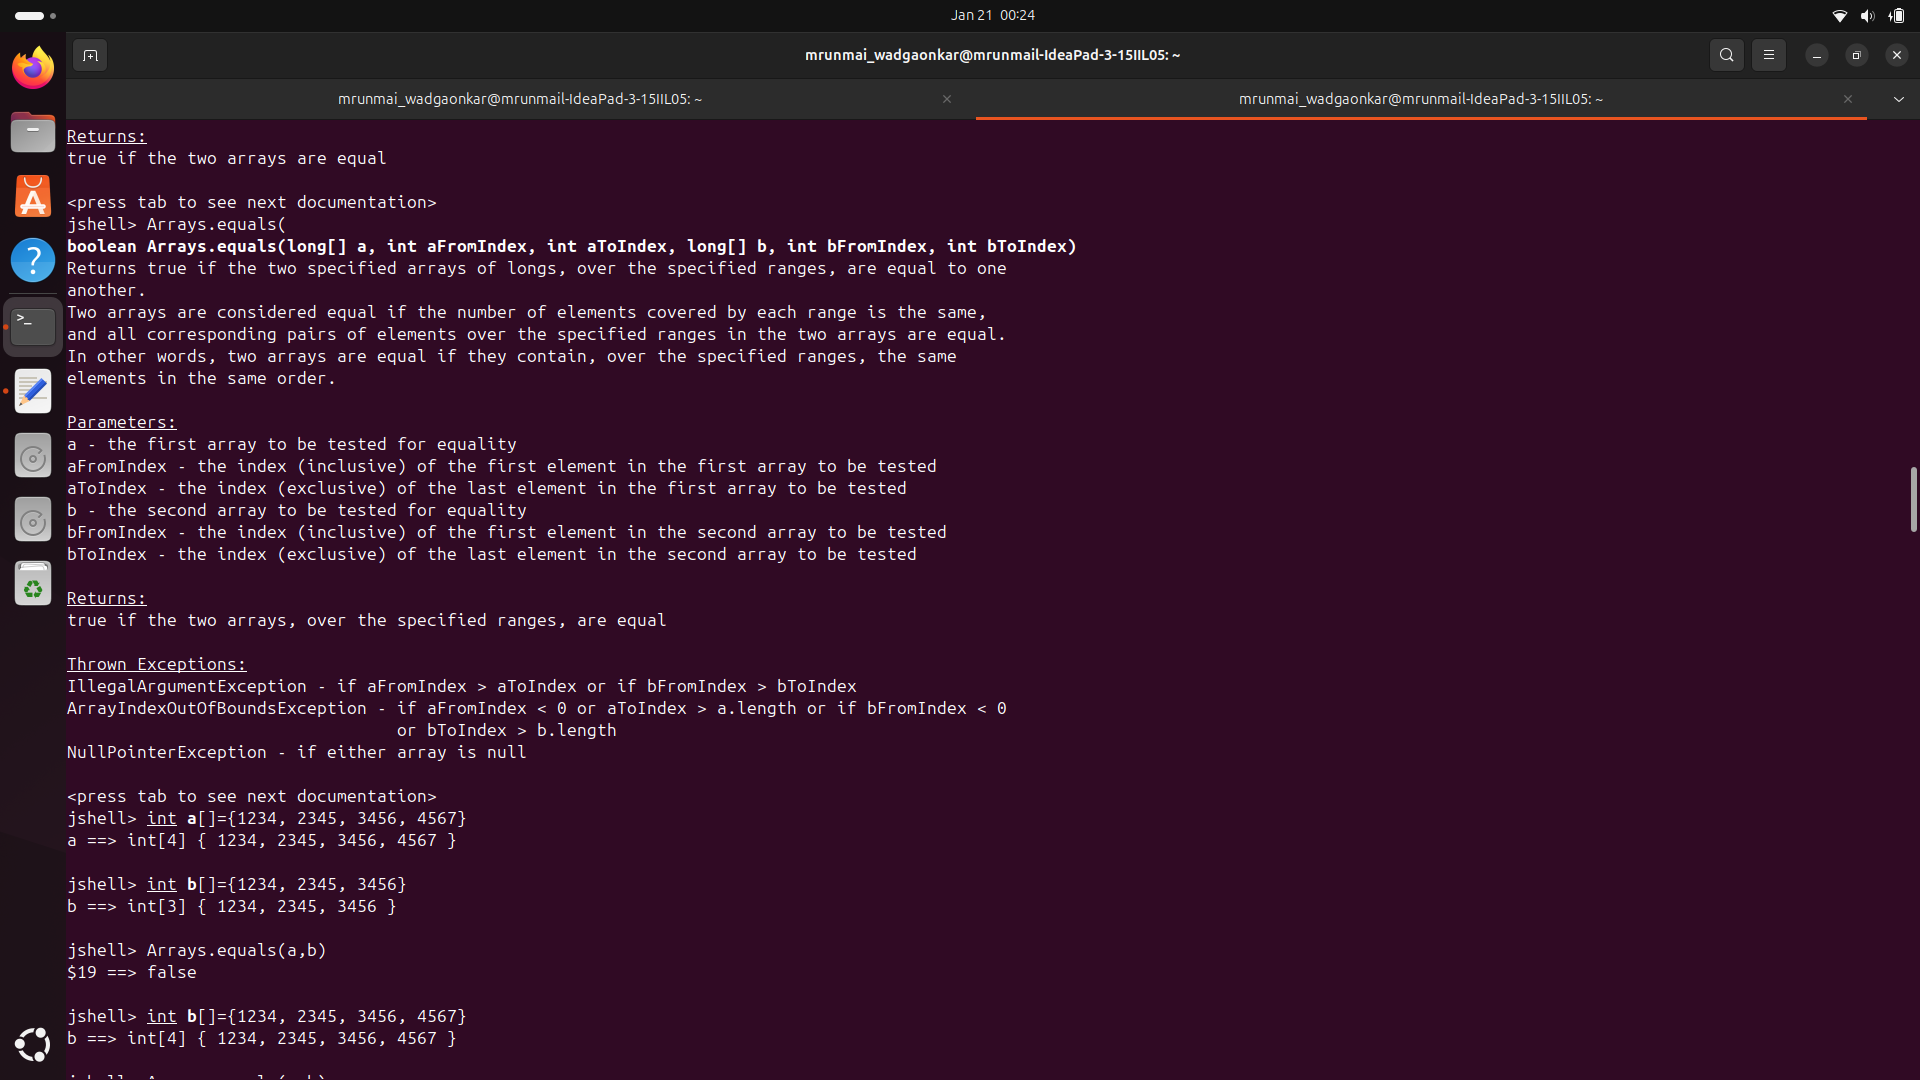 Jan 21 00:24
mrunmai_wadgaonkar@mrunmail-IdeaPad-3-15IIL05: ~
mrunmai_wadgaonkar@mrunmail-IdeaPad-3-15IIL05: ~
mrunmai_wadgaonkar@mrunmail-IdeaPad-3-15IIL05: ~
Returns:
true if the two arrays are equal
<press tab to see next documentation>
jshell> Arrays.equals(
boolean Arrays.equals(long[] a, int aFromIndex, int aToIndex, long[] b, int bFromIndex, int bToIndex)
Returns true if the two specified arrays of longs, over the specified ranges, are equal to one
another.
Two arrays are considered equal if the number of elements covered by each range is the same,
and all corresponding pairs of elements over the specified ranges in the two arrays are equal.
In other words, two arrays are equal if they contain, over the specified ranges, the same
elements in the same order.
Parameters:
a - the first array to be tested for equality
aFromIndex - the index (inclusive) of the first element in the first array to be tested
aToIndex - the index (exclusive) of the last element in the first array to be tested
b - the second array to be tested for equality
bFromIndex - the index (inclusive) of the first element in the second array to be tested
bToIndex - the index (exclusive) of the last element in the second array to be tested
Returns:
true if the two arrays, over the specified ranges, are equal
Thrown Exceptions:
IllegalArgumentException - if aFromIndex > aToIndex or if bFromIndex > bToIndex
ArrayIndexOutOfBoundsException - if aFromIndex < 0 or aToIndex > a.length or if bFromIndex < 0
or bToIndex > b.length
NullPointerException - if either array is null
<press tab to see next documentation>
jshell> int a[]={1234, 2345, 3456, 4567}
a ==> int[4] { 1234, 2345, 3456, 4567 }
jshell> int b[]={1234, 2345, 3456}
b ==> int[3] { 1234, 2345, 3456 }
jshell> Arrays.equals(a,b)
$19 ==> false
jshell> int b[]={1234, 2345, 3456, 4567}
b ==> int[4] { 1234, 2345, 3456, 4567 }